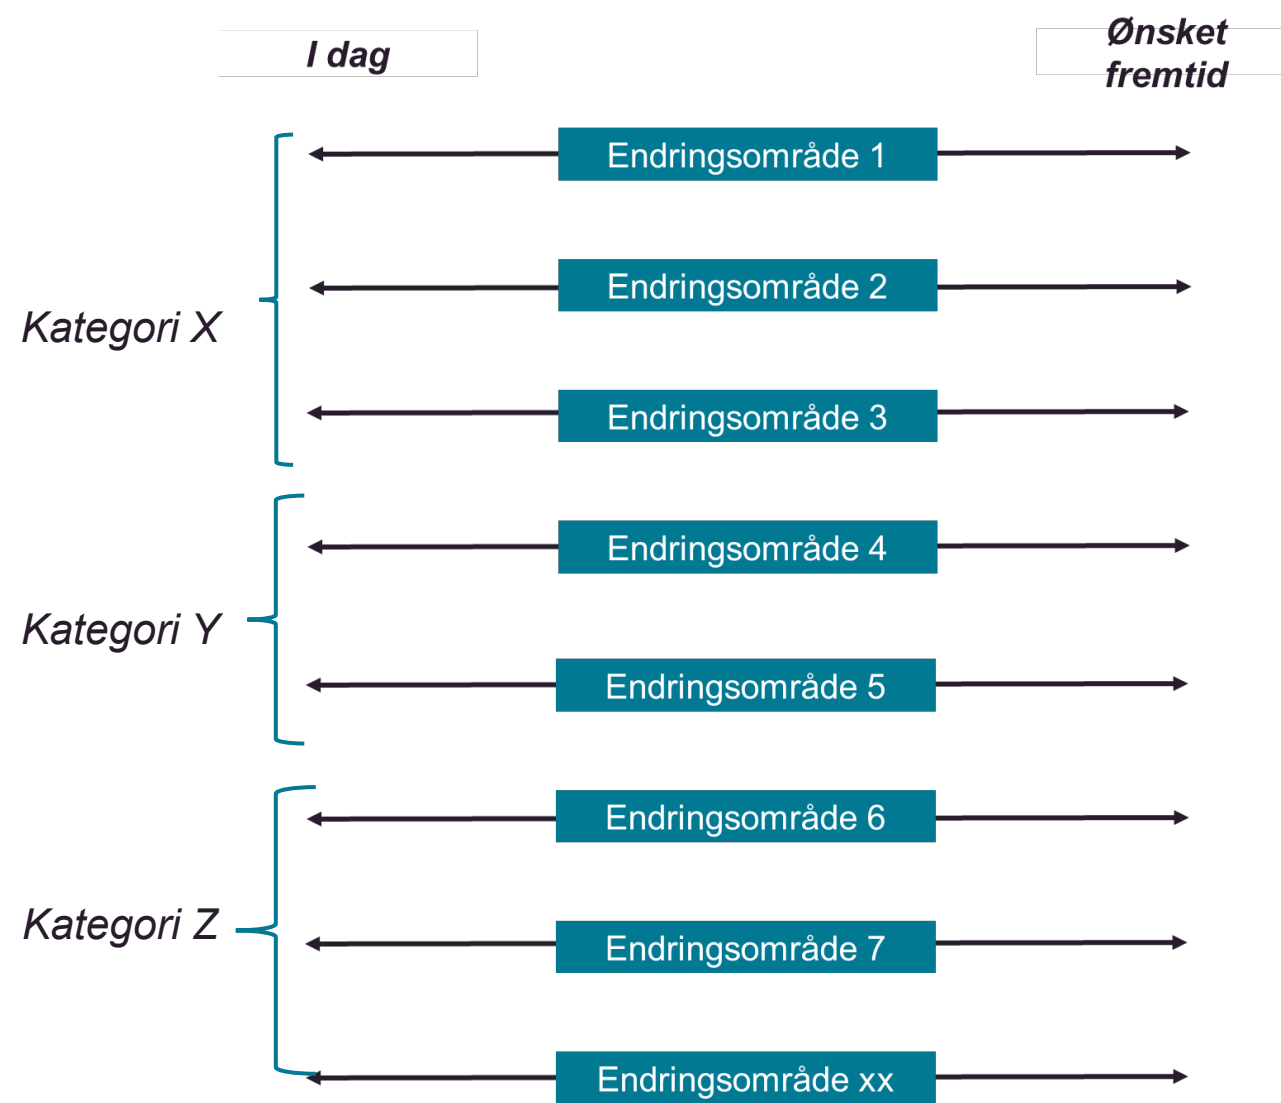 I dag
Ønsket
fremtid
Endringsområde 1
Endringsområde 2
Kategori X
Endringsområde 3
Endringsområde 4
Kategori Y
Endringsområde 5
Endringsområde 6
Kategori Z
Endringsområde 7
Endringsområde xx